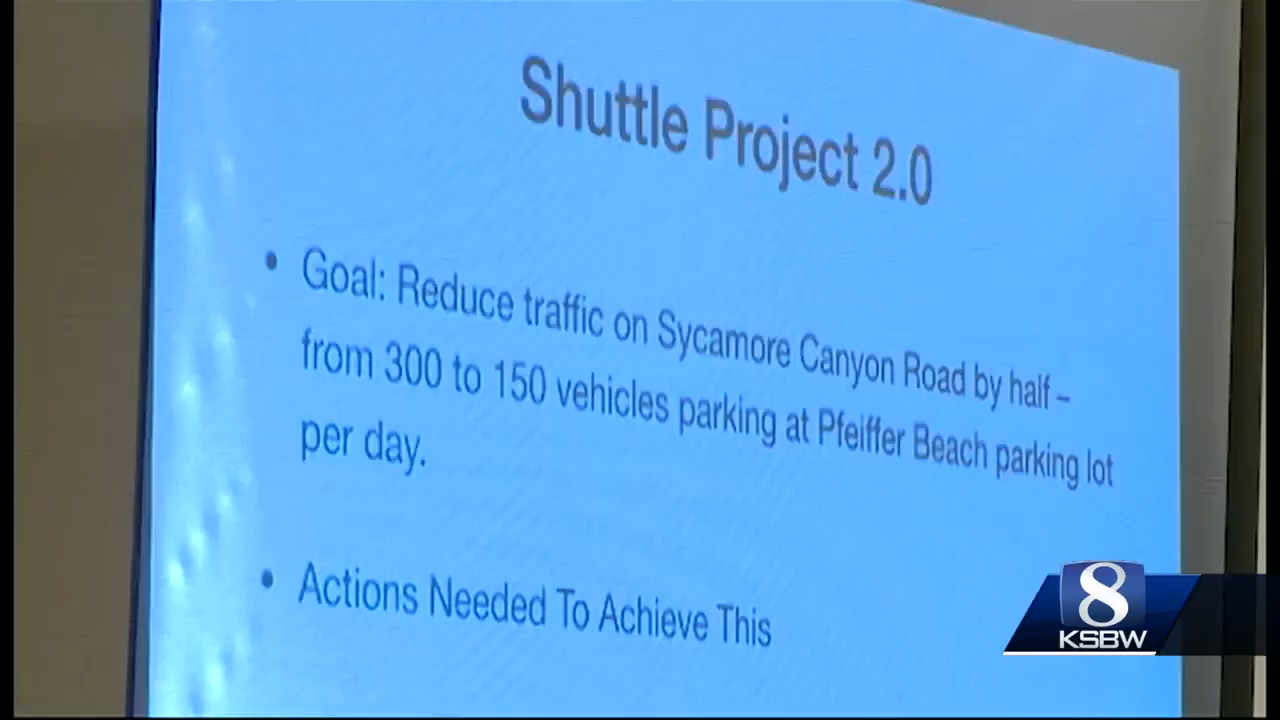 Shuttle Project 2.0
• Goal: Reduce traffic on Sycamore Canyon Road by half –
from 300 to 150 vehicles parking at Pfeiffer Beach parking lot
per day.
• Actions Needed To Achieve This
8
KSBW